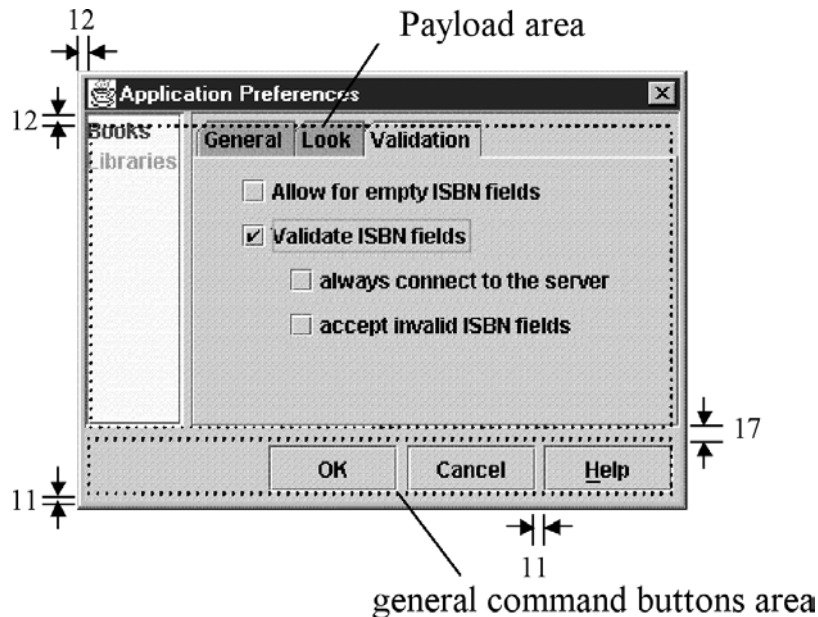 12
Payload area
Application Preferences
12
Books
Libraries
General Look Validation
Allow for empty ISBN fields
Validate ISBN fields
always connect to the server
accept invalid ISBN fields
17
OK Cancel Help
11
11
general command buttons area